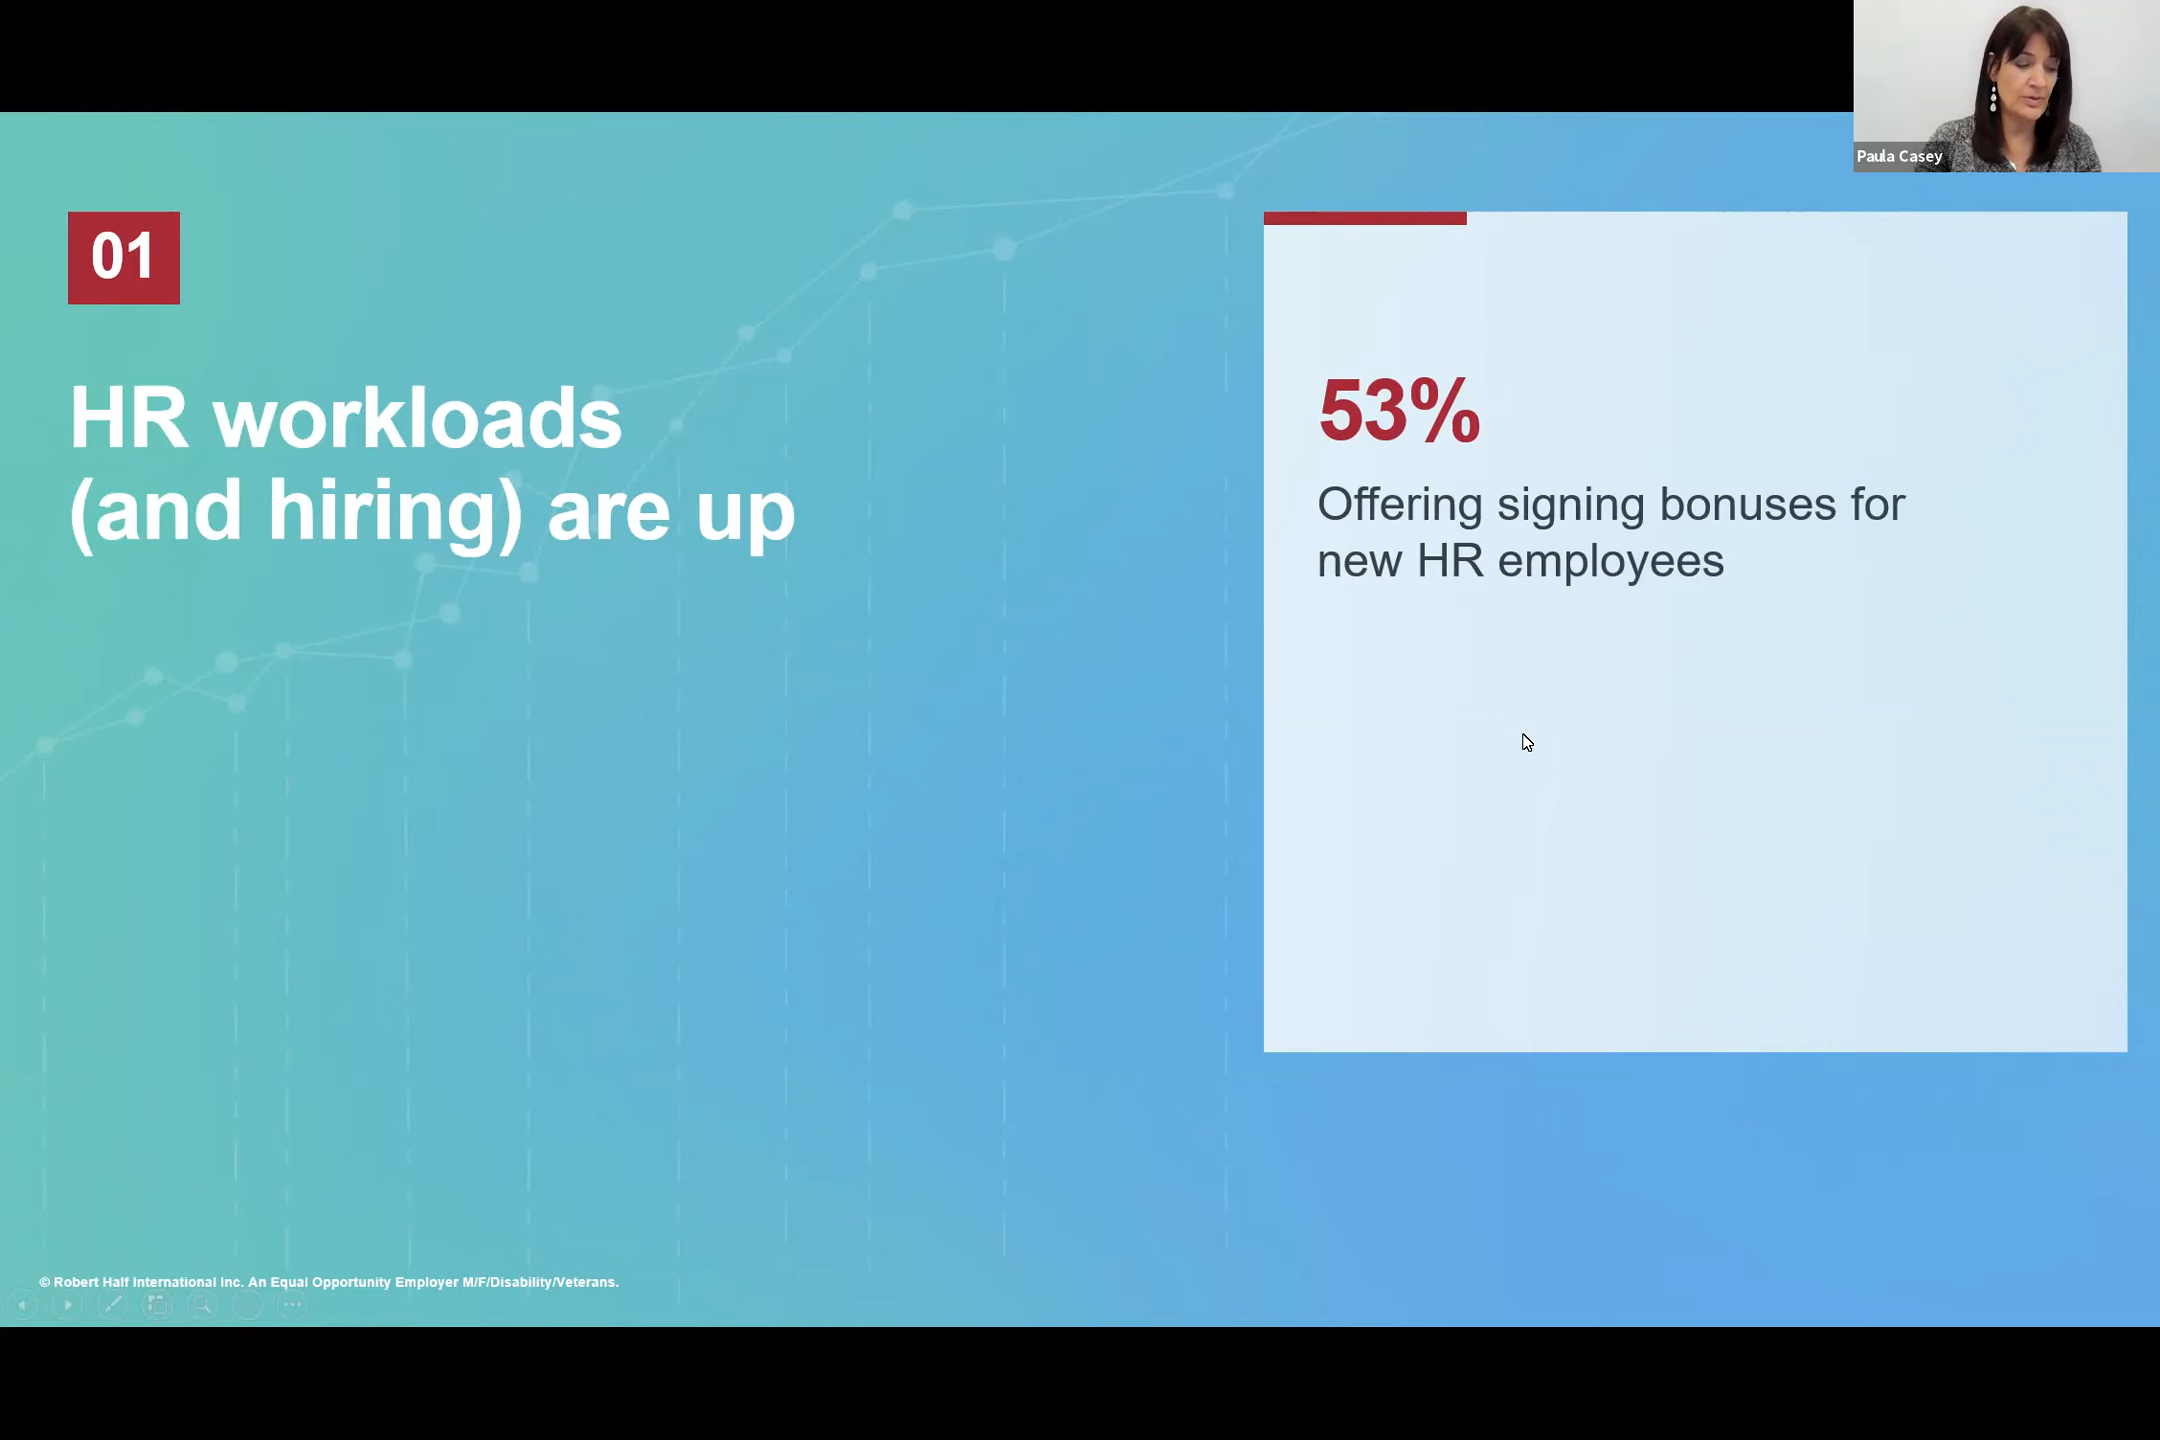 Paula Casey
01
HR workloads
(and hiring) are up
53%
Offering signing bonuses for
new HR employees
© Robert Half International Inc. An Equal Opportunity Employer M/F/Disability/Veterans.